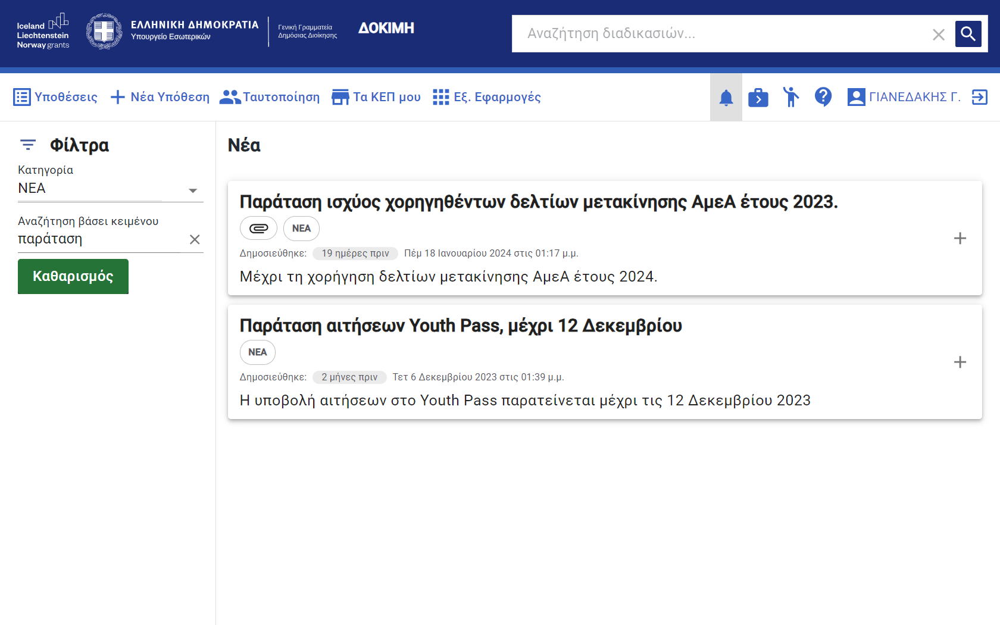 Iceland
Liechtenstein
Norway grants
ΕΛΛΗΝΙΚΗ ΔΗΜΟΚΡΑΤΙΑ
Υπουργείο Εσωτερικών
Γενική Γραμματεία
Δημόσιας Διοίκησης
ΔΟΚΙΜΗ
Αναζήτηση διαδικασιών...
Υποθέσεις
Νέα Υπόθεση
Ταυτοποίηση
Τα ΚΕΠ μου
Εξ. Εφαρμογές
ΓΙΑΝΕΔΑΚΗΣ Γ.
Φίλτρα
Κατηγορία
ΝΕΑ
Αναζήτηση βάσει κειμένου
παράταση
Καθαρισμός
Νέα
Παράταση ισχύος χορηγηθέντων δελτίων μετακίνησης ΑμεΑ έτους 2023.
ΝΕΑ
Δημοσιεύθηκε: 19 ημέρες πριν Πέμ 18 Ιανουαρίου 2024 στις 01:17 μ.μ.
Μέχρι τη χορήγηση δελτίων μετακίνησης ΑμεΑ έτους 2024.
Παράταση αιτήσεων Youth Pass, μέχρι 12 Δεκεμβρίου
ΝΕΑ
Δημοσιεύθηκε: 2 μήνες πριν Τετ 6 Δεκεμβρίου 2023 στις 01:39 μ.μ.
Η υποβολή αιτήσεων στο Youth Pass παρατείνεται μέχρι τις 12 Δεκεμβρίου 2023